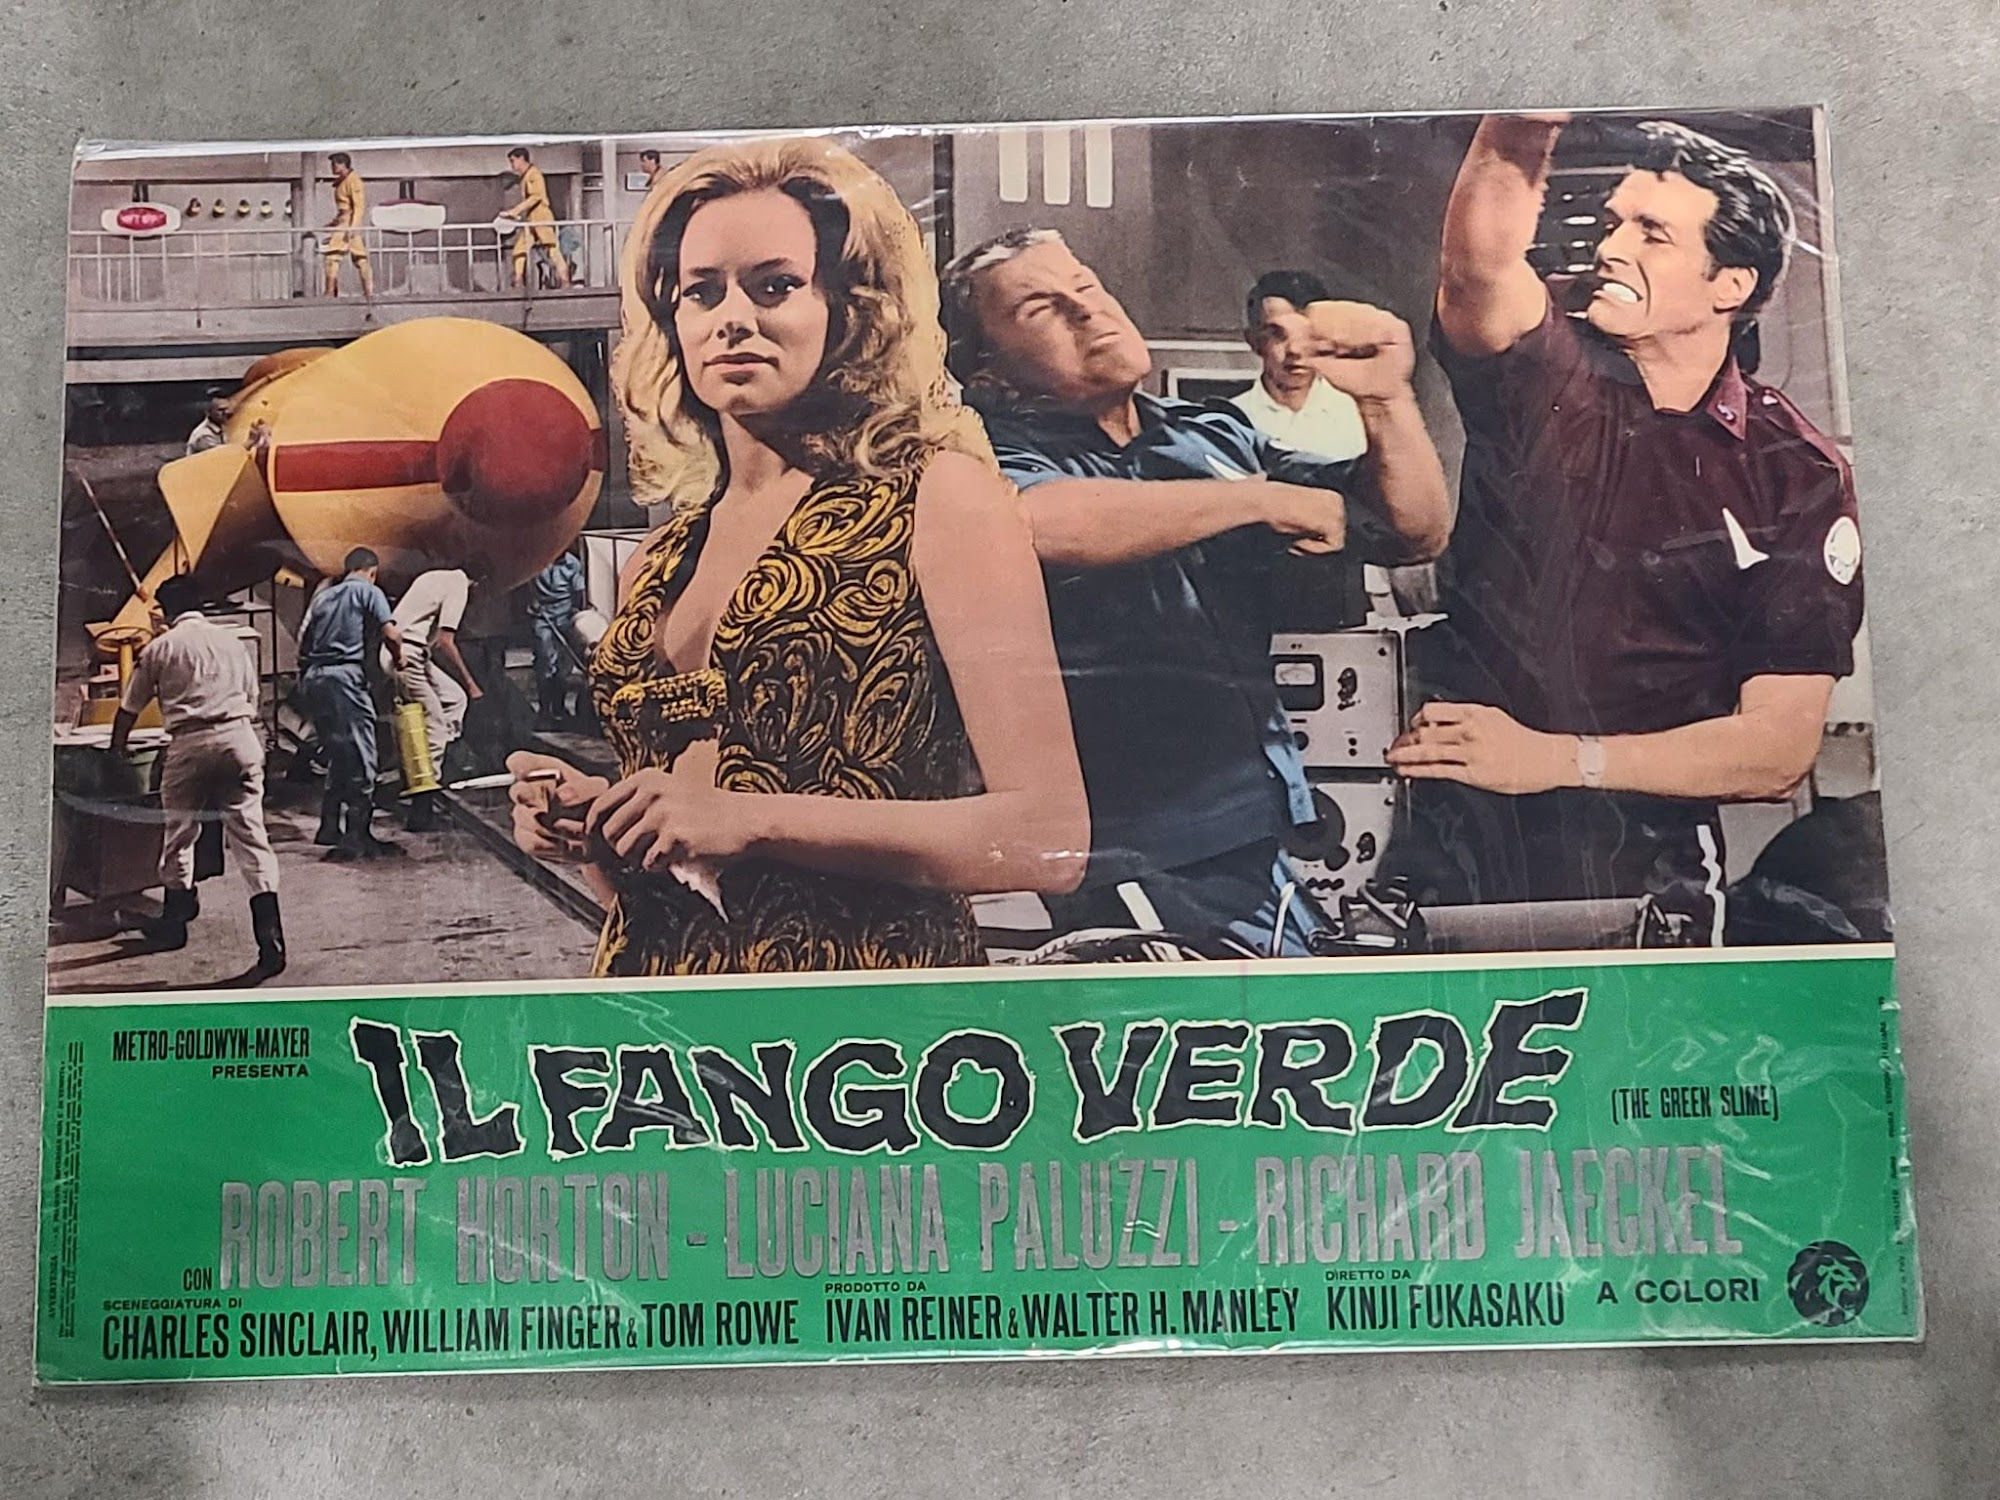 METRO-GOLDWYN-MAYER
PRESENTA
IL FANGO VERDE
(THE GREEN SLIME)
CON ROBERT HORTON - LUCIANA PALUZZI - RICHARD JAECKEL
SCENEGGIATURA DI
CHARLES SINCLAIR, WILLIAM FINGER & TOM ROWE
PRODOTTO DA
IVAN REINER & WALTER H. MANLEY
DIRETTO DA
KINJI FUKASAKU
A COLORI
AVVERTENZA